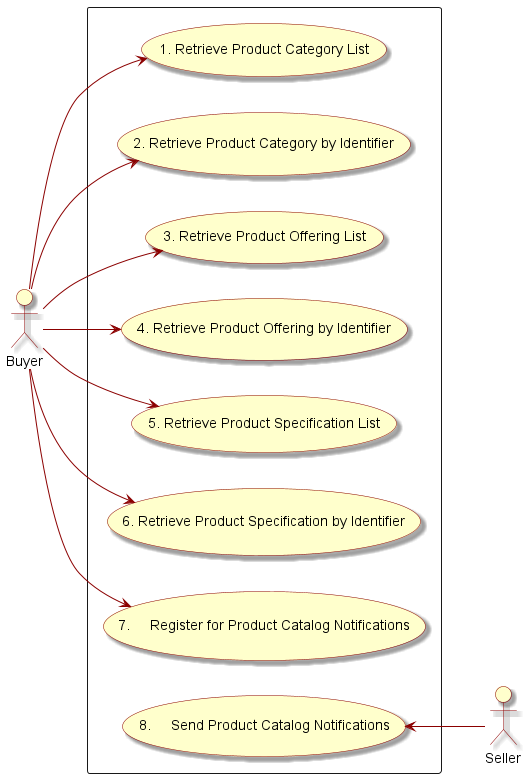 1. Retrieve Product Category List
2. Retrieve Product Category by Identifier
3. Retrieve Product Offering List
4. Retrieve Product Offering by Identifier
Buyer
5. Retrieve Product Specification List
6. Retrieve Product Specification by Identifier
7. Register for Product Catalog Notifications
8. Send Product Catalog Notifications
Seller